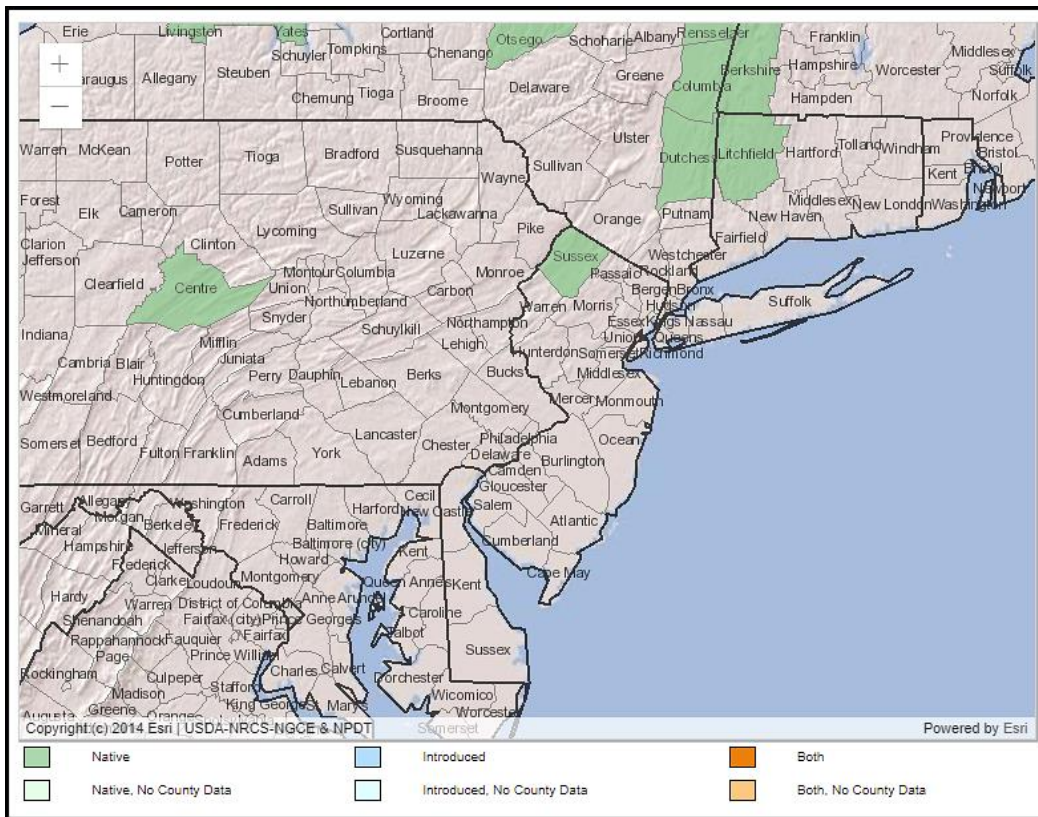 Erie Livingston Yates Cortland Otsego Schoharie Albany Rensselaer Franklin Middlesex
Schuyler Tompkins Chenango Hampshire Worcester Suffolk
+
araugus Allegany Steuben Greene Berkshire
Delaware Columbia Norfolk
−
Chemung Tioga Broome Hampden
Ulster Providence
Warren McKean Potter Tioga Bradford Susquehanna Dutchess Litchfield Hartford Tolland Windham Bristol
Sullivan Kent Bristol
Wayne
Forest Wyoming Middlesex Newport
Elk Cameron Sullivan Lackawanna Orange Putnam New Haven New London Washington
Lycoming Pike
Clarion Clinton Fairfield
Jefferson Luzerne Sussex Westchester
Clearfield Centre Montour Columbia Monroe Passaic Rockland
Union Carbon Bergen Bronx
Northumberland Warren Morris Hudson Suffolk
Snyder Northampton Essex Kings Nassau
Indiana Mifflin Schuylkill Lehigh Union Queens
Cambria Blair Juniata Hunterdon Somerset Richmond
Huntingdon Perry Dauphin Lebanon Berks Bucks Middlesex
Westmoreland Mercer Monmouth
Cumberland Montgomery
Somerset Bedford Lancaster Chester Philadelphia Ocean
Fulton Franklin Adams York Delaware Burlington
Camden
Gloucester
Garrett Allegany Washington Carroll Harford Cecil New Castle Salem
Morgan Berkeley Frederick Baltimore Atlantic
Mineral Baltimore (city) Cumberland
Hampshire Jefferson Howard Kent
Frederick Montgomery Cape May
Clarke Loudoun Queen Anne's Kent
Hardy Warren District of Columbia Anne Arundel Caroline
Shenandoah Fairfax (city) Prince George's
Rappahannock Fauquier Fairfax Talbot
Page Prince William Sussex
Rockingham Culpeper Charles Calvert Dorchester
Madison Stafford Wicomico
Greene King George St. Mary's Worcester
Augusta Orange Somerset
Copyright (c) 2014 Esri | USDA-NRCS-NGCE & NPDT Powered by Esri
Native Introduced Both
Native, No County Data Introduced, No County Data Both, No County Data